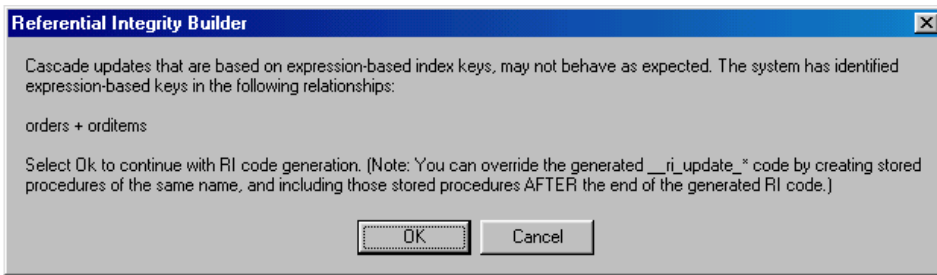 Referential Integrity Builder
Cascade updates that are based on expression-based index keys, may not behave as expected. The system has identified
expression-based keys in the following relationships:
orders + orditems
Select Ok to continue with RI code generation. (Note: You can override the generated __ri_update_* code by creating stored
procedures of the same name, and including those stored procedures AFTER the end of the generated RI code.)
OK Cancel